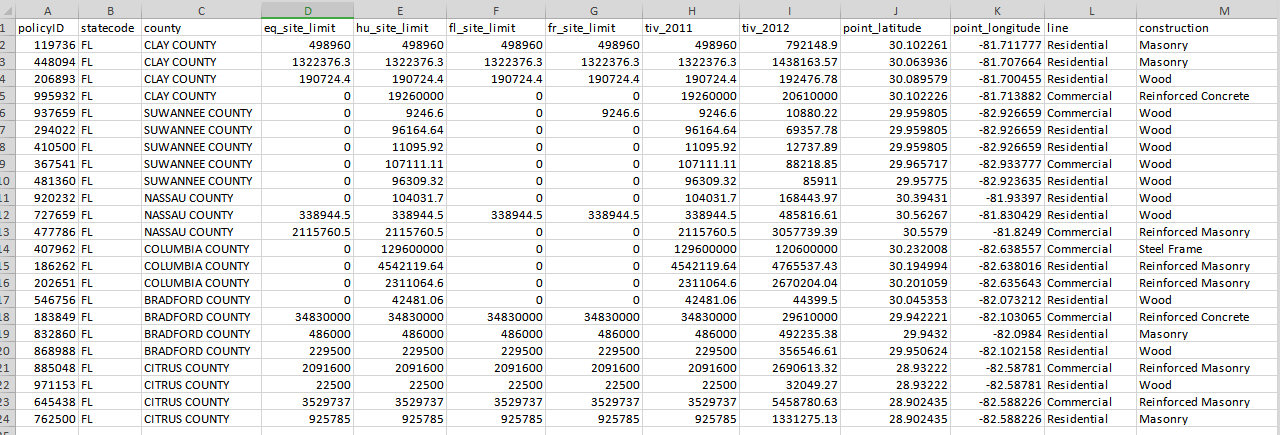 A B C D E F G H I J K L M
1 policyID statecode county eq_site_limit hu_site_limit fl_site_limit fr_site_limit tiv_2011 tiv_2012 point_latitude point_longitude line construction
2 119736 FL CLAY COUNTY 498960 498960 498960 498960 498960 792148.9 30.102261 -81.711777 Residential Masonry
3 448094 FL CLAY COUNTY 1322376.3 1322376.3 1322376.3 1322376.3 1322376.3 1438163.57 30.063936 -81.707664 Residential Masonry
4 206893 FL CLAY COUNTY 190724.4 190724.4 190724.4 190724.4 190724.4 192476.78 30.089579 -81.700455 Residential Wood
5 995932 FL CLAY COUNTY 0 19260000 0 0 19260000 20610000 30.102226 -81.713882 Commercial Reinforced Concrete
6 937659 FL SUWANNEE COUNTY 0 9246.6 0 9246.6 9246.6 10880.22 29.959805 -82.926659 Commercial Wood
7 294022 FL SUWANNEE COUNTY 0 96164.64 0 0 96164.64 69357.78 29.959805 -82.926659 Residential Wood
8 410500 FL SUWANNEE COUNTY 0 11095.92 0 0 11095.92 12737.89 29.959805 -82.926659 Residential Wood
9 367541 FL SUWANNEE COUNTY 0 107111.11 0 0 107111.11 88218.85 29.965717 -82.933777 Commercial Wood
10 481360 FL SUWANNEE COUNTY 0 96309.32 0 0 96309.32 85911 29.95775 -82.923635 Residential Wood
11 920232 FL NASSAU COUNTY 0 104031.7 0 0 104031.7 168443.97 30.39431 -81.93397 Residential Wood
12 727659 FL NASSAU COUNTY 338944.5 338944.5 338944.5 338944.5 338944.5 485816.61 30.56267 -81.830429 Residential Wood
13 477786 FL NASSAU COUNTY 2115760.5 2115760.5 0 0 2115760.5 3057739.39 30.5579 -81.8249 Commercial Reinforced Masonry
14 407962 FL COLUMBIA COUNTY 0 129600000 0 0 129600000 120600000 30.232008 -82.638557 Commercial Steel Frame
15 186262 FL COLUMBIA COUNTY 0 4542119.64 0 0 4542119.64 4765537.43 30.194994 -82.638016 Residential Reinforced Masonry
16 202651 FL COLUMBIA COUNTY 0 2311064.6 0 0 2311064.6 2670204.04 30.201059 -82.635643 Commercial Reinforced Masonry
17 546756 FL BRADFORD COUNTY 0 42481.06 0 0 42481.06 44399.5 30.045353 -82.073212 Residential Wood
18 183849 FL BRADFORD COUNTY 34830000 34830000 34830000 34830000 34830000 29610000 29.942221 -82.103065 Commercial Reinforced Concrete
19 832860 FL BRADFORD COUNTY 486000 486000 486000 486000 486000 492235.38 29.9432 -82.0984 Residential Masonry
20 868988 FL BRADFORD COUNTY 229500 229500 229500 229500 229500 356546.61 29.950624 -82.102158 Residential Wood
21 885048 FL CITRUS COUNTY 2091600 2091600 2091600 2091600 2091600 2690613.32 28.93222 -82.58781 Commercial Reinforced Masonry
22 971153 FL CITRUS COUNTY 22500 22500 22500 22500 22500 32049.27 28.93222 -82.58781 Residential Wood
23 645438 FL CITRUS COUNTY 3529737 3529737 3529737 3529737 3529737 5458780.63 28.902435 -82.588226 Commercial Reinforced Masonry
24 762500 FL CITRUS COUNTY 925785 925785 925785 925785 925785 1331275.13 28.902435 -82.588226 Residential Masonry